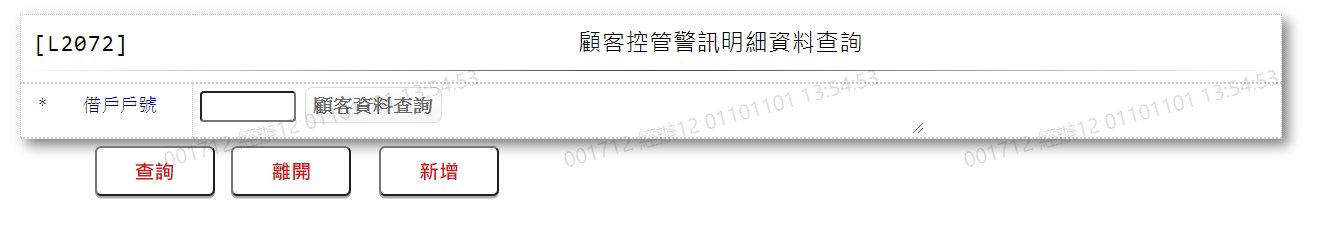 [L2072] 顧客控管警訊明細資料查詢
* 借戶戶號 顧客資料查詢
001712 經辦12 01101101 13:54:53 001712 經辦12 01101101 13:54:53 001712 經辦12 01101101 13:54:53
查詢 離開 新增